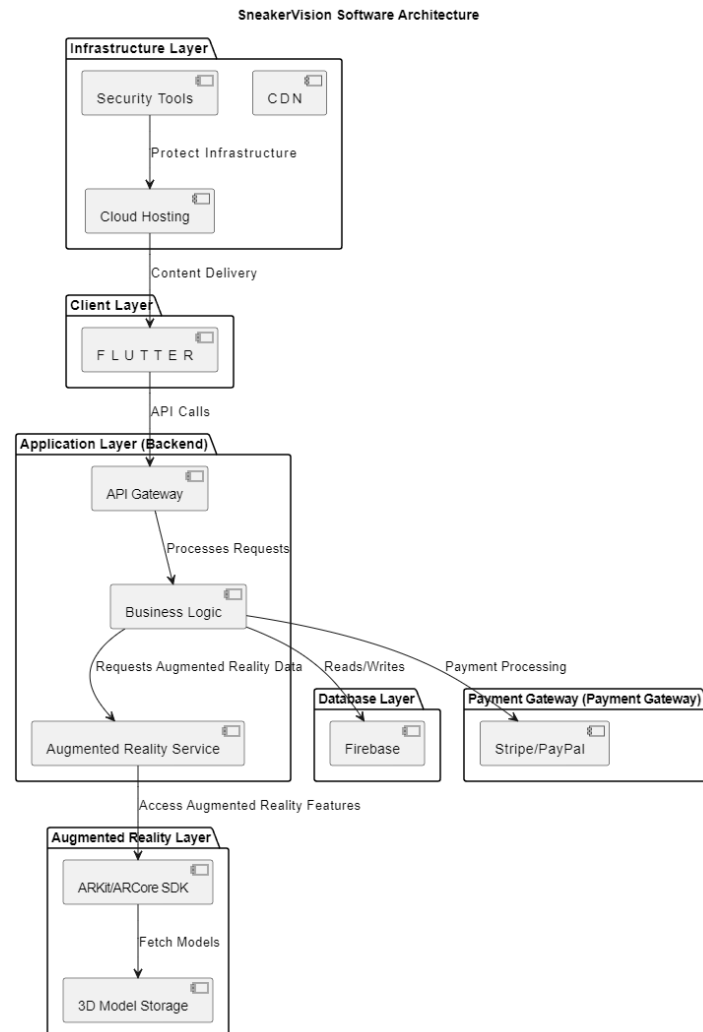 SneakerVision Software Architecture
Infrastructure Layer
Security Tools
CDN
Protect Infrastructure
Cloud Hosting
Content Delivery
Client Layer
FLUTTER
API Calls
Application Layer (Backend)
API Gateway
Processes Requests
Business Logic
Requests Augmented Reality Data
Reads/Writes
Payment Processing
Database Layer
Payment Gateway (Payment Gateway)
Augmented Reality Service
Firebase
Stripe/PayPal
Access Augmented Reality Features
Augmented Reality Layer
ARKit/ARCore SDK
Fetch Models
3D Model Storage